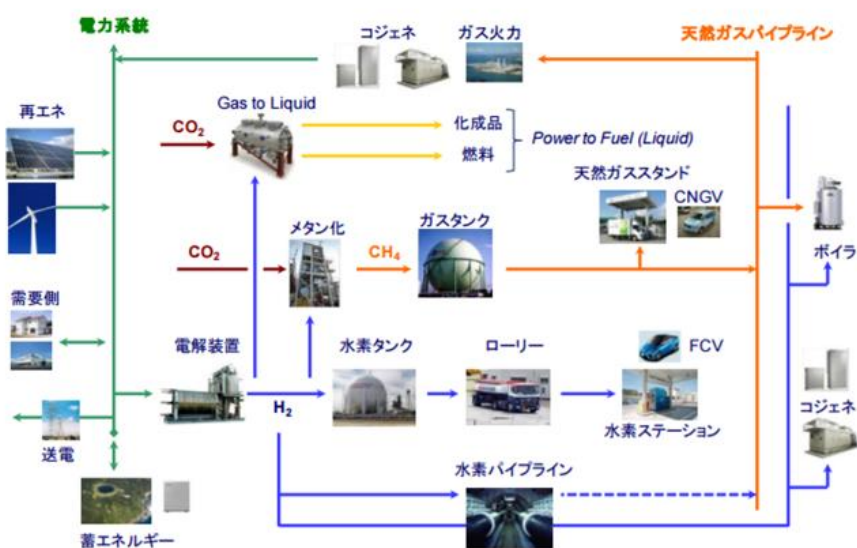 電力系統
コジェネ
ガス火力
天然ガスパイプライン
再エネ
Gas to Liquid
CO2
化成品
燃料
Power to Fuel (Liquid)
天然ガススタンド
CNGV
メタン化
ガスタンク
CO2
CH4
ボイラ
需要側
電解装置
水素タンク
ローリー
FCV
H2
コジェネ
送電
水素ステーション
水素パイプライン
蓄エネルギー